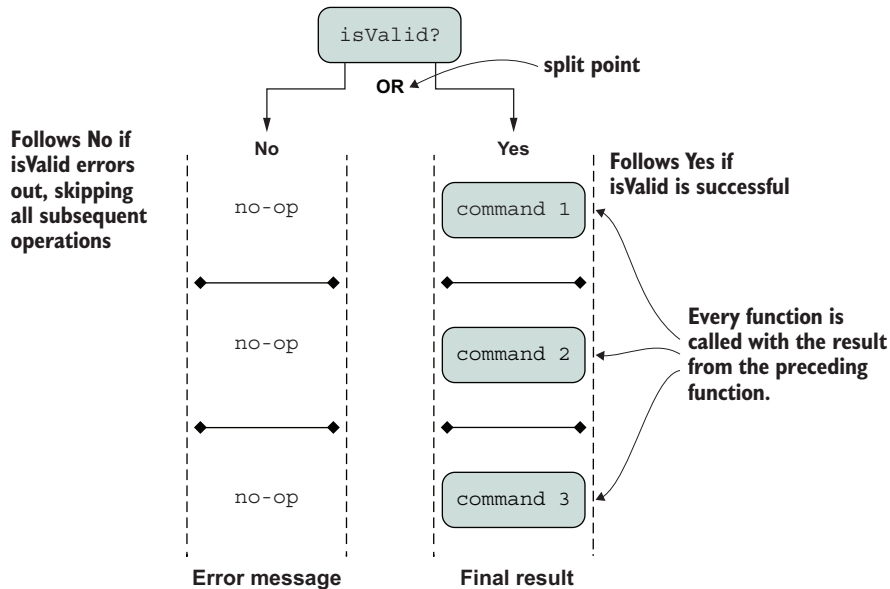 isValid?
split point
OR
No
Yes
Follows No if
isValid errors
out, skipping
all subsequent
operations
Follows Yes if
isValid is successful
no-op
command 1
Every function is
called with the result
from the preceding
function.
no-op
command 2
no-op
command 3
Error message
Final result